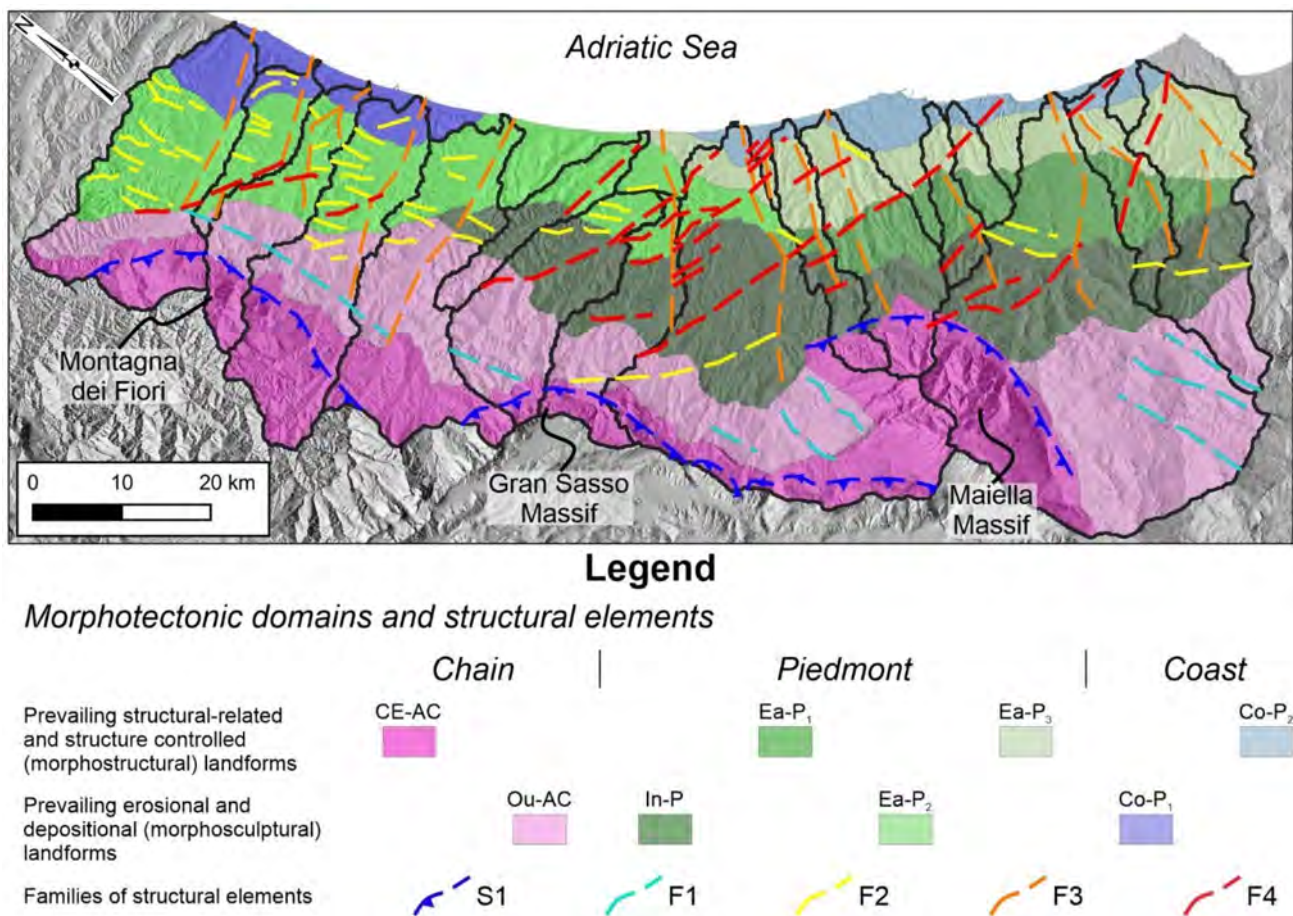 N
Adriatic Sea
Montagna
dei Fiori
0 10 20 km
Gran Sasso
Massif
Maiella
Massif
Legend
Morphotectonic domains and structural elements
Chain | Piedmont | Coast
Prevailing structural-related
and structure controlled
(morphostructural) landforms
CE-AC Ea-P₁ Ea-P₃ Co-P₂
Prevailing erosional and
depositional (morphosculptural)
landforms
Ou-AC In-P Ea-P₂ Co-P₁
Families of structural elements S1 F1 F2 F3 F4